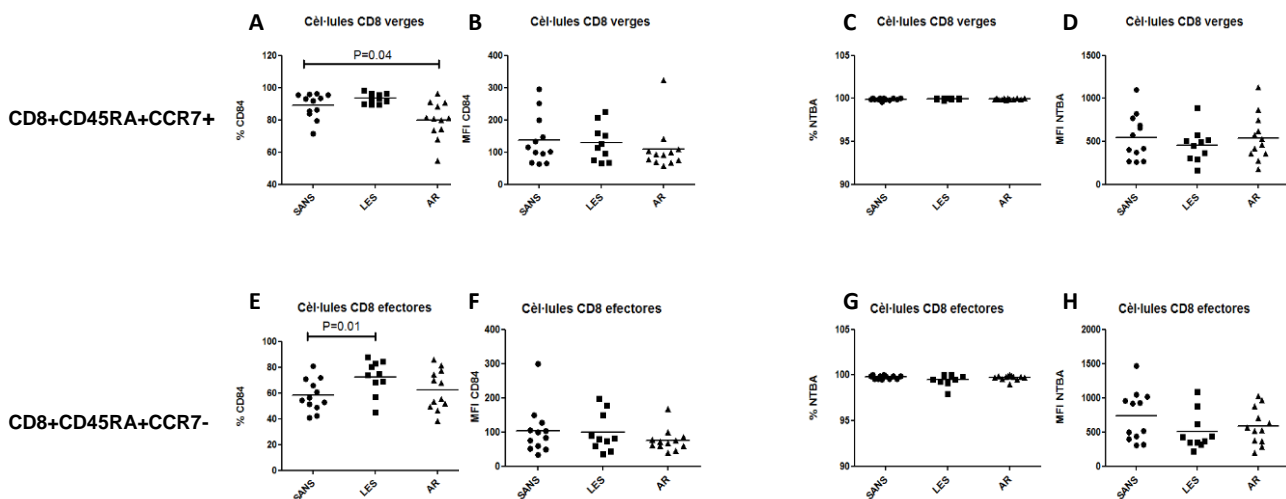 A
Cèl·lules CD8 verges
P=0.04
% CD84
120
100
80
60
40
SANS
LES
AR
B
Cèl·lules CD8 verges
MFI CD84
400
300
200
100
0
SANS
LES
AR
C
Cèl·lules CD8 verges
% NTBA
105
100
95
90
SANS
LES
AR
D
Cèl·lules CD8 verges
MFI NTBA
1500
1000
500
0
SANS
LES
AR
CD8+CD45RA+CCR7+
E
Cèl·lules CD8 efectores
P=0.01
% CD84
100
80
60
40
20
0
SANS
LES
AR
F
Cèl·lules CD8 efectores
MFI CD84
400
300
200
100
0
SANS
LES
AR
G
Cèl·lules CD8 efectores
% NTBA
105
100
95
90
SANS
LES
AR
H
Cèl·lules CD8 efectores
MFI NTBA
2000
1500
1000
500
0
SANS
LES
AR
CD8+CD45RA+CCR7-